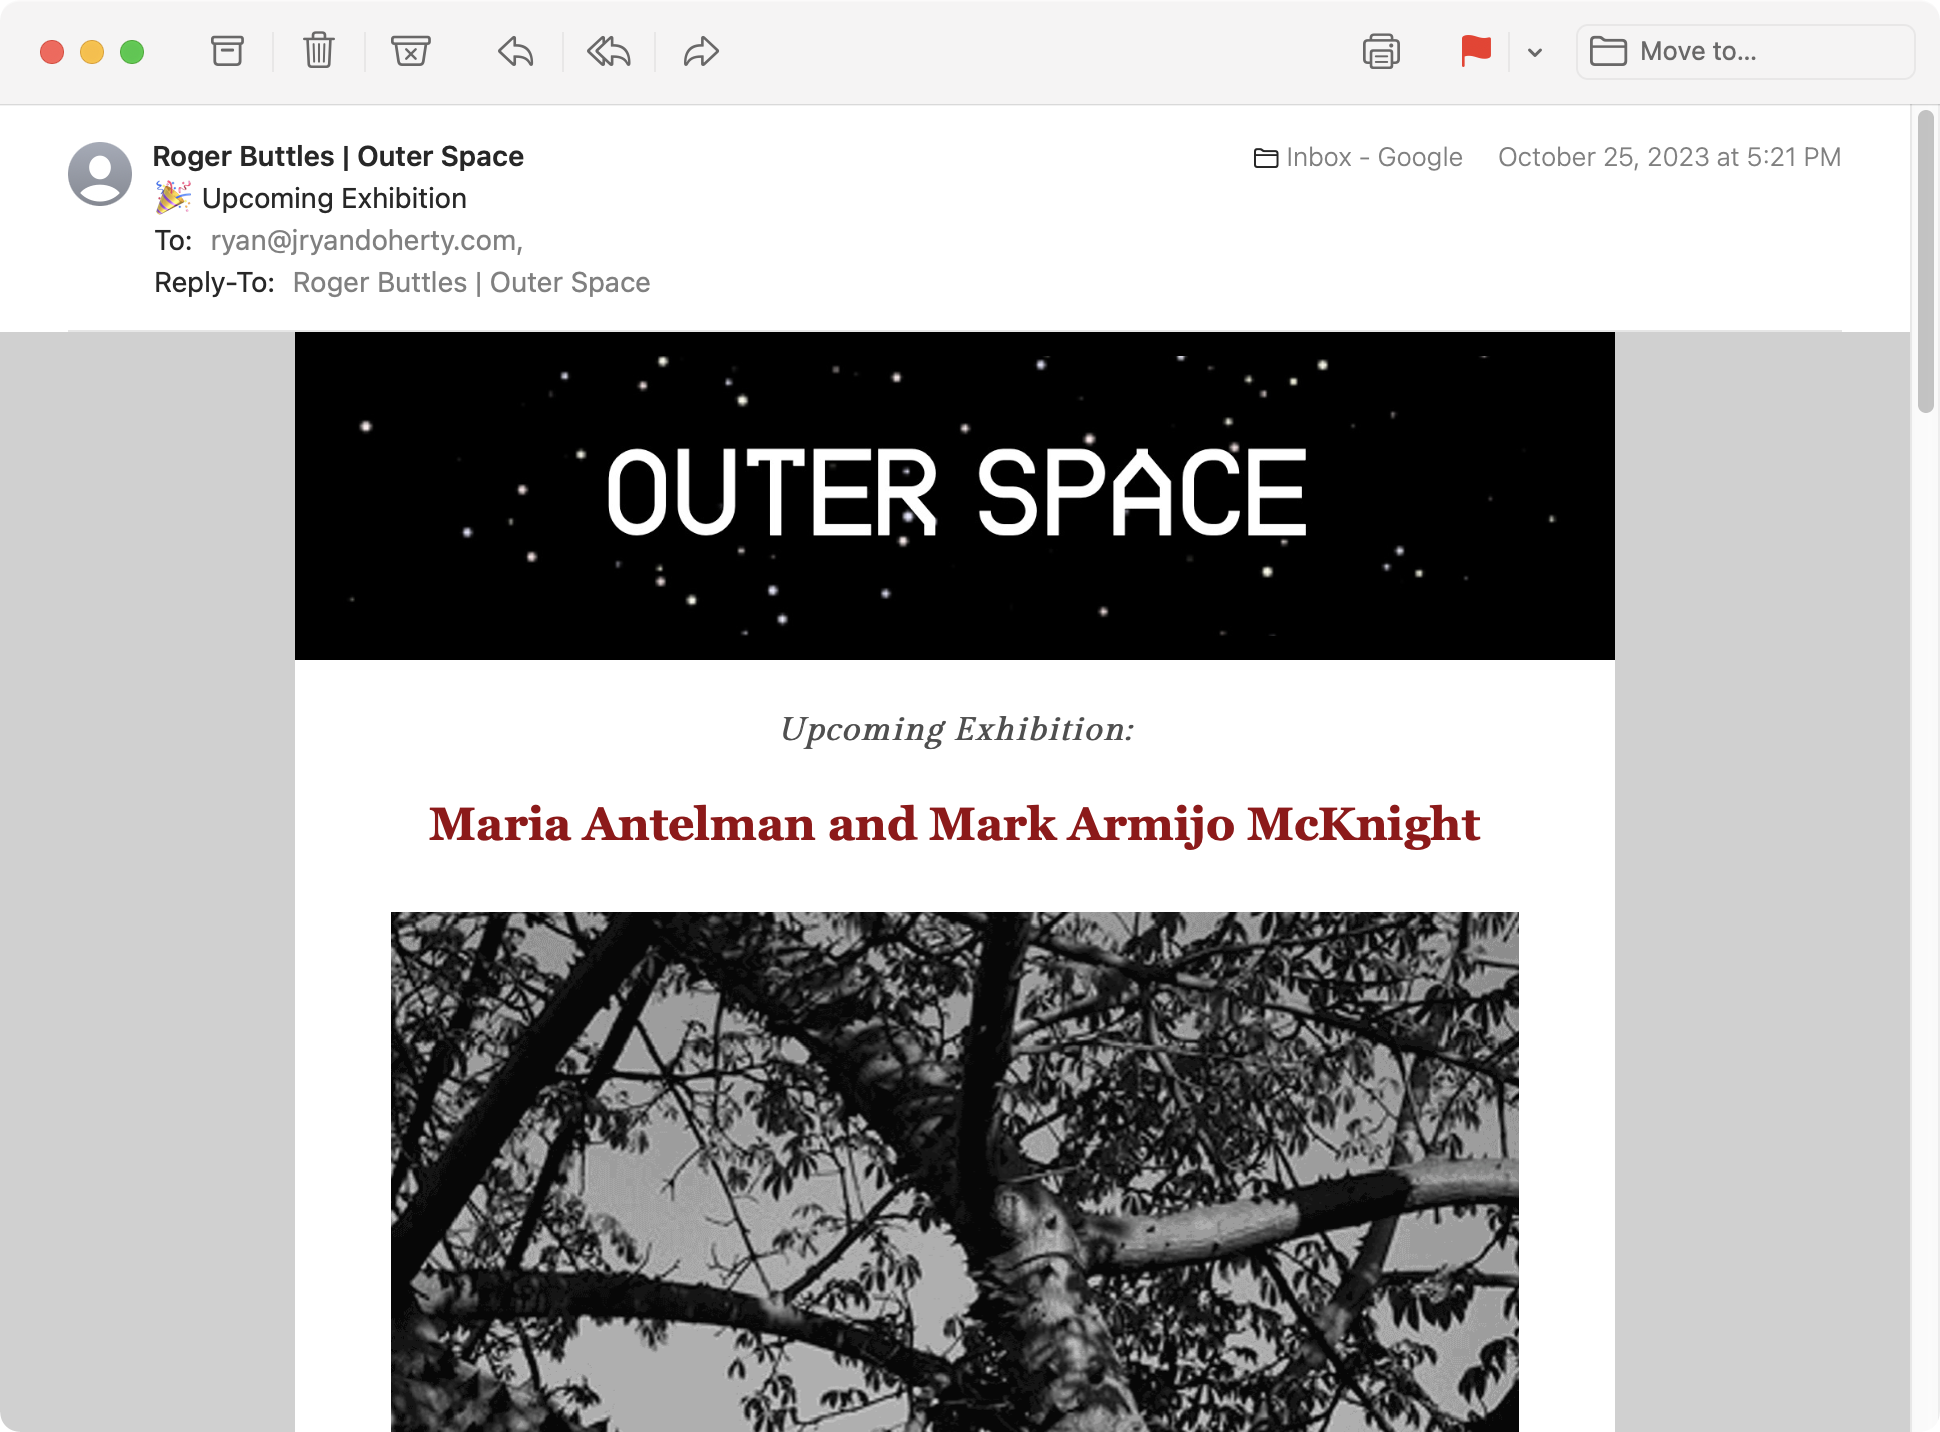 Move to...
Roger Buttles | Outer Space
Inbox - Google October 25, 2023 at 5:21 PM
🎉 Upcoming Exhibition
To: ryan@jryandoherty.com,
Reply-To: Roger Buttles | Outer Space
OUTER SPACE
Upcoming Exhibition:
Maria Antelman and Mark Armijo McKnight